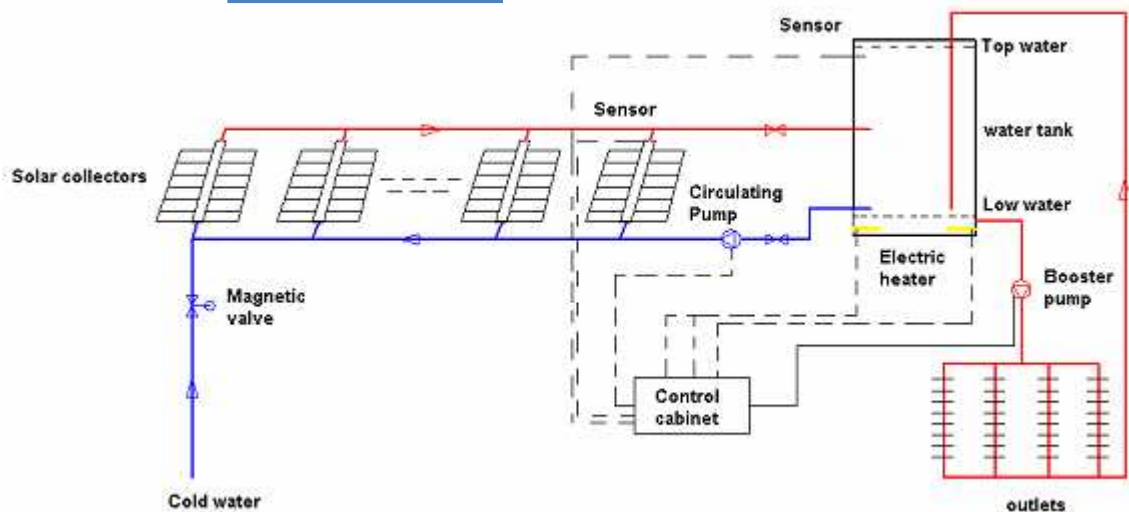 Sensor
Top water
Sensor
water tank
Solar collectors
Circulating
Pump
Low water
Electric
heater
Booster
pump
Magnetic
valve
Control
cabinet
Cold water
outlets